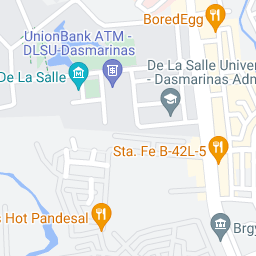 BoredEgg
UnionBank ATM -
DLSU-Dasmarinas
De La Salle
De La Salle Univer
- Dasmarinas Adm
Sta. Fe B-42L-5
s Hot Pandesal
Brgy